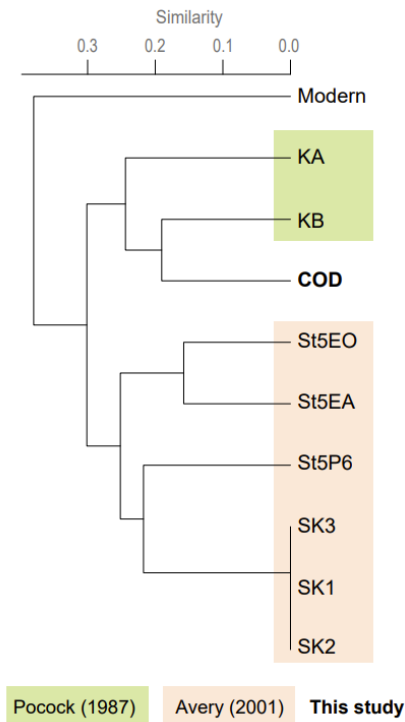 Similarity
0.3 0.2 0.1 0.0
Modern
KA
KB
COD
St5EO
St5EA
St5P6
SK3
SK1
SK2
Pocock (1987) Avery (2001) This study